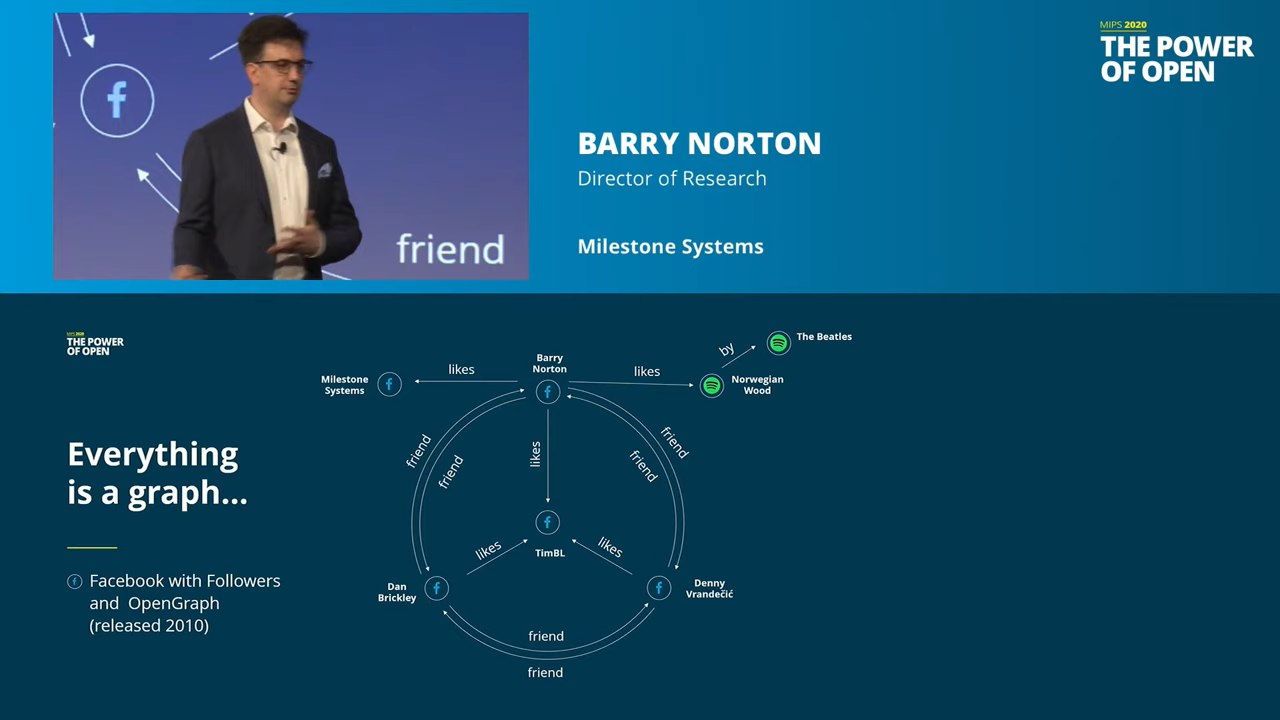 friend
MIPS 2020
THE POWER
OF OPEN
BARRY NORTON
Director of Research
Milestone Systems
MIPS 2020
THE POWER
OF OPEN
Everything
is a graph...
Facebook with Followers
and OpenGraph
(released 2010)
Milestone
Systems
likes
Barry
Norton
likes
Norwegian
Wood
by
The Beatles
friend
friend
likes
friend
friend
TimBL
likes
likes
Dan
Brickley
Denny
Vrandečić
friend
friend